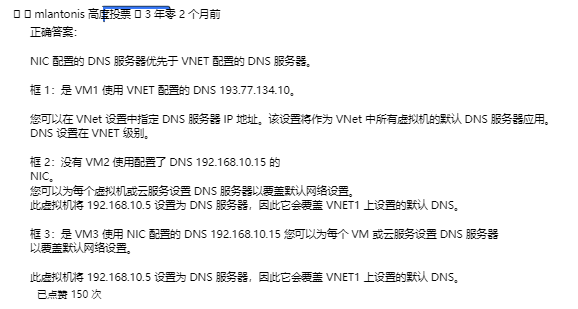 mlantonis 高度投票 3 年零 2 个月前
正确答案：
NIC 配置的 DNS 服务器优先于 VNET 配置的 DNS 服务器。
框 1：是 VM1 使用 VNET 配置的 DNS 193.77.134.10。
您可以在 VNet 设置中指定 DNS 服务器 IP 地址。该设置将作为 VNet 中所有虚拟机的默认 DNS 服务器应用。
DNS 设置在 VNET 级别。
框 2：没有 VM2 使用配置了 DNS 192.168.10.15 的
NIC。
您可以为每个虚拟机或云服务设置 DNS 服务器以覆盖默认网络设置。
此虚拟机将 192.168.10.5 设置为 DNS 服务器，因此它会覆盖 VNET1 上设置的默认 DNS。
框 3：是 VM3 使用 NIC 配置的 DNS 192.168.10.15 您可以为每个 VM 或云服务设置 DNS 服务器
以覆盖默认网络设置。
此虚拟机将 192.168.10.5 设置为 DNS 服务器，因此它会覆盖 VNET1 上设置的默认 DNS。
已点赞 150 次